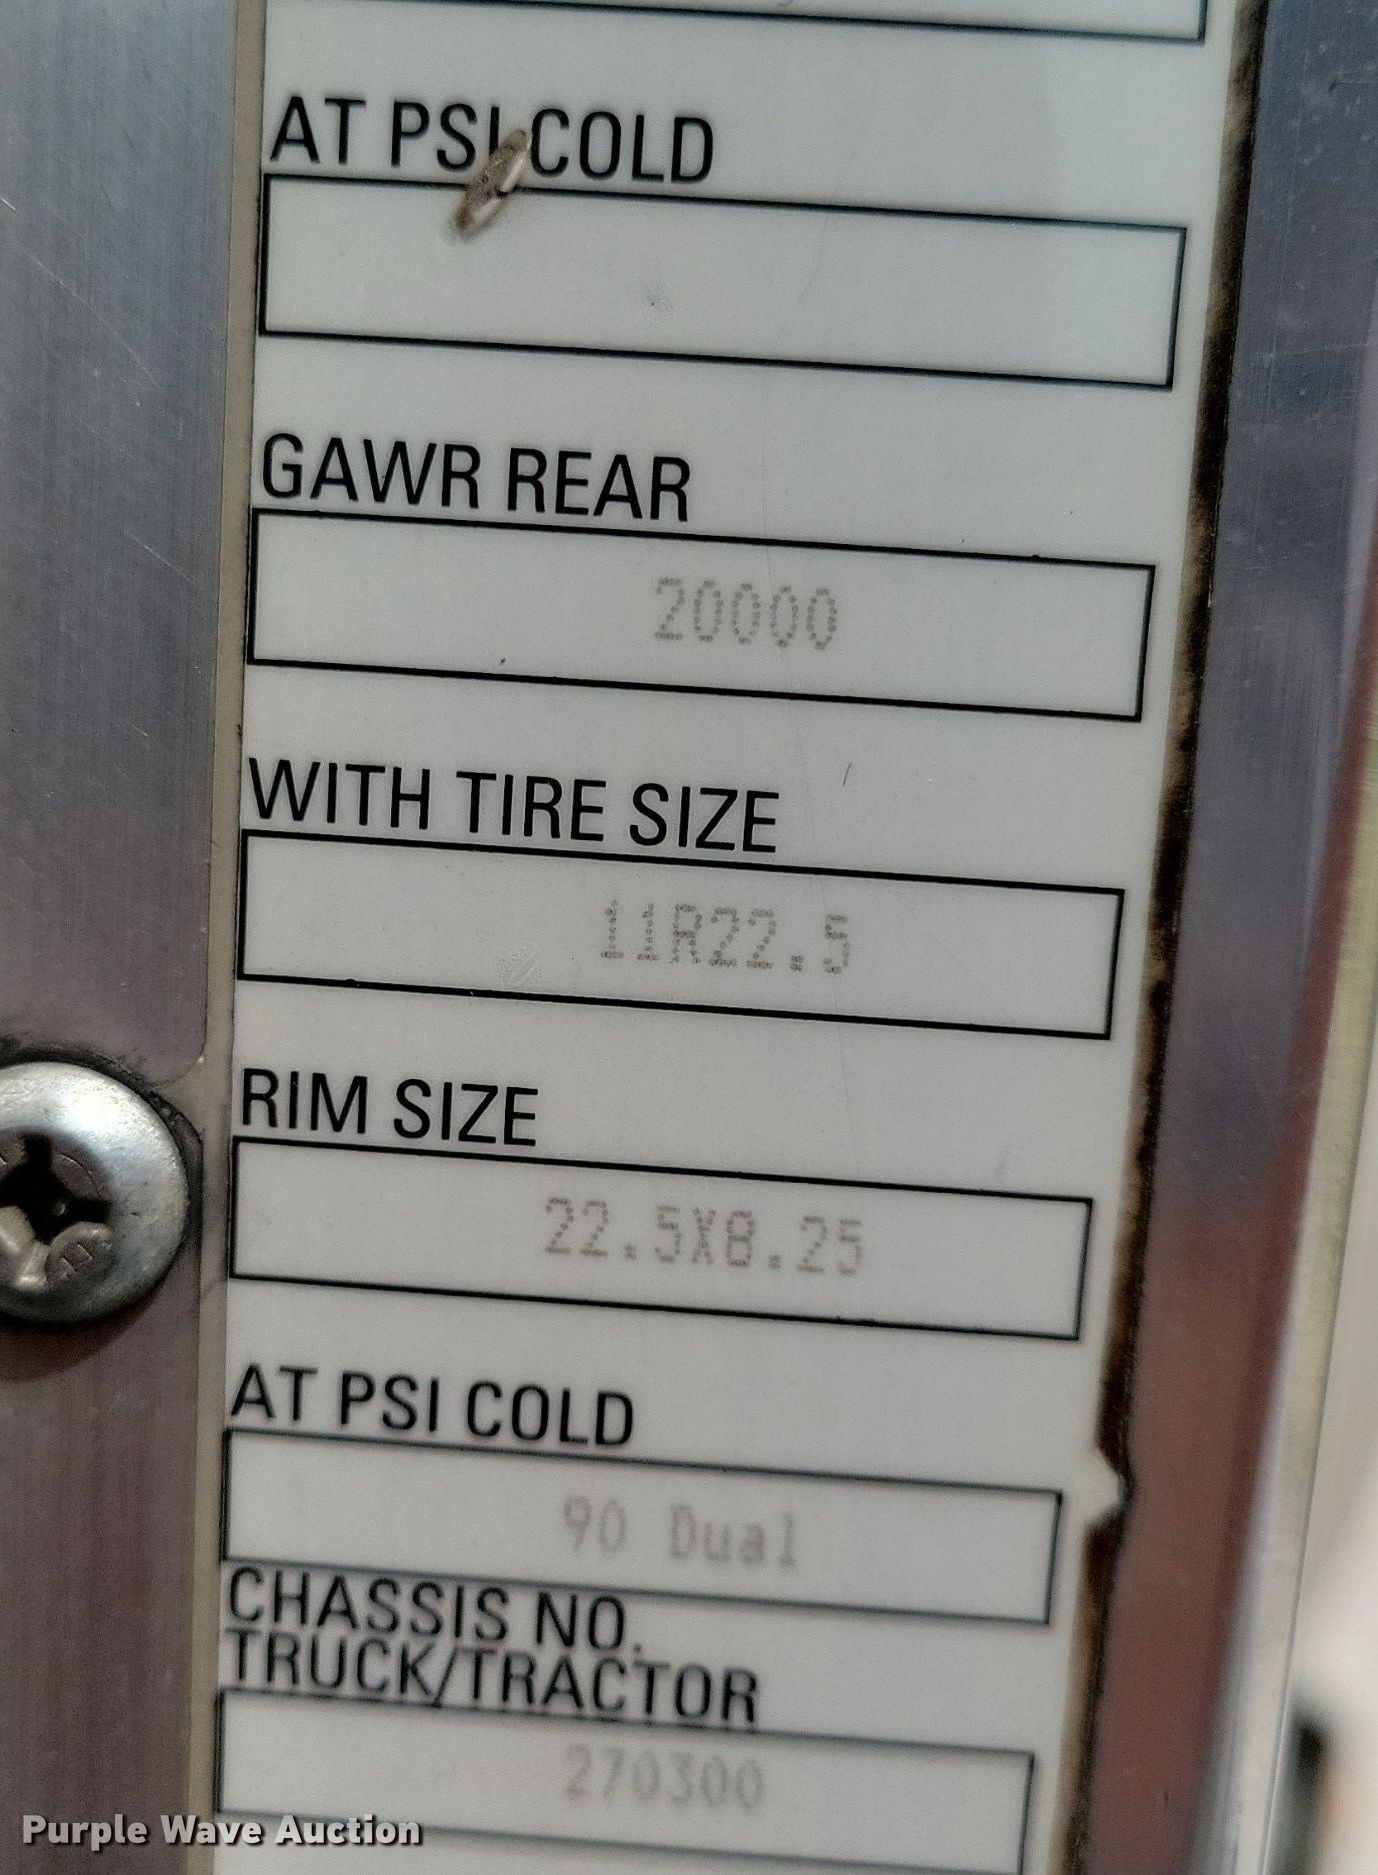 AT PSI COLD
GAWR REAR
20000
WITH TIRE SIZE
11R22.5
RIM SIZE
22.5X8.25
AT PSI COLD
90 Dual
CHASSIS NO.
TRUCK/TRACTOR
270300
Purple Wave Auction